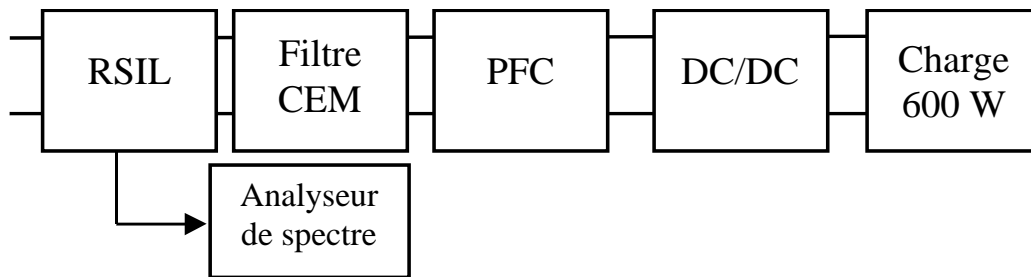 RSIL
Filtre
CEM
PFC
DC/DC
Charge
600 W
Analyseur
de spectre